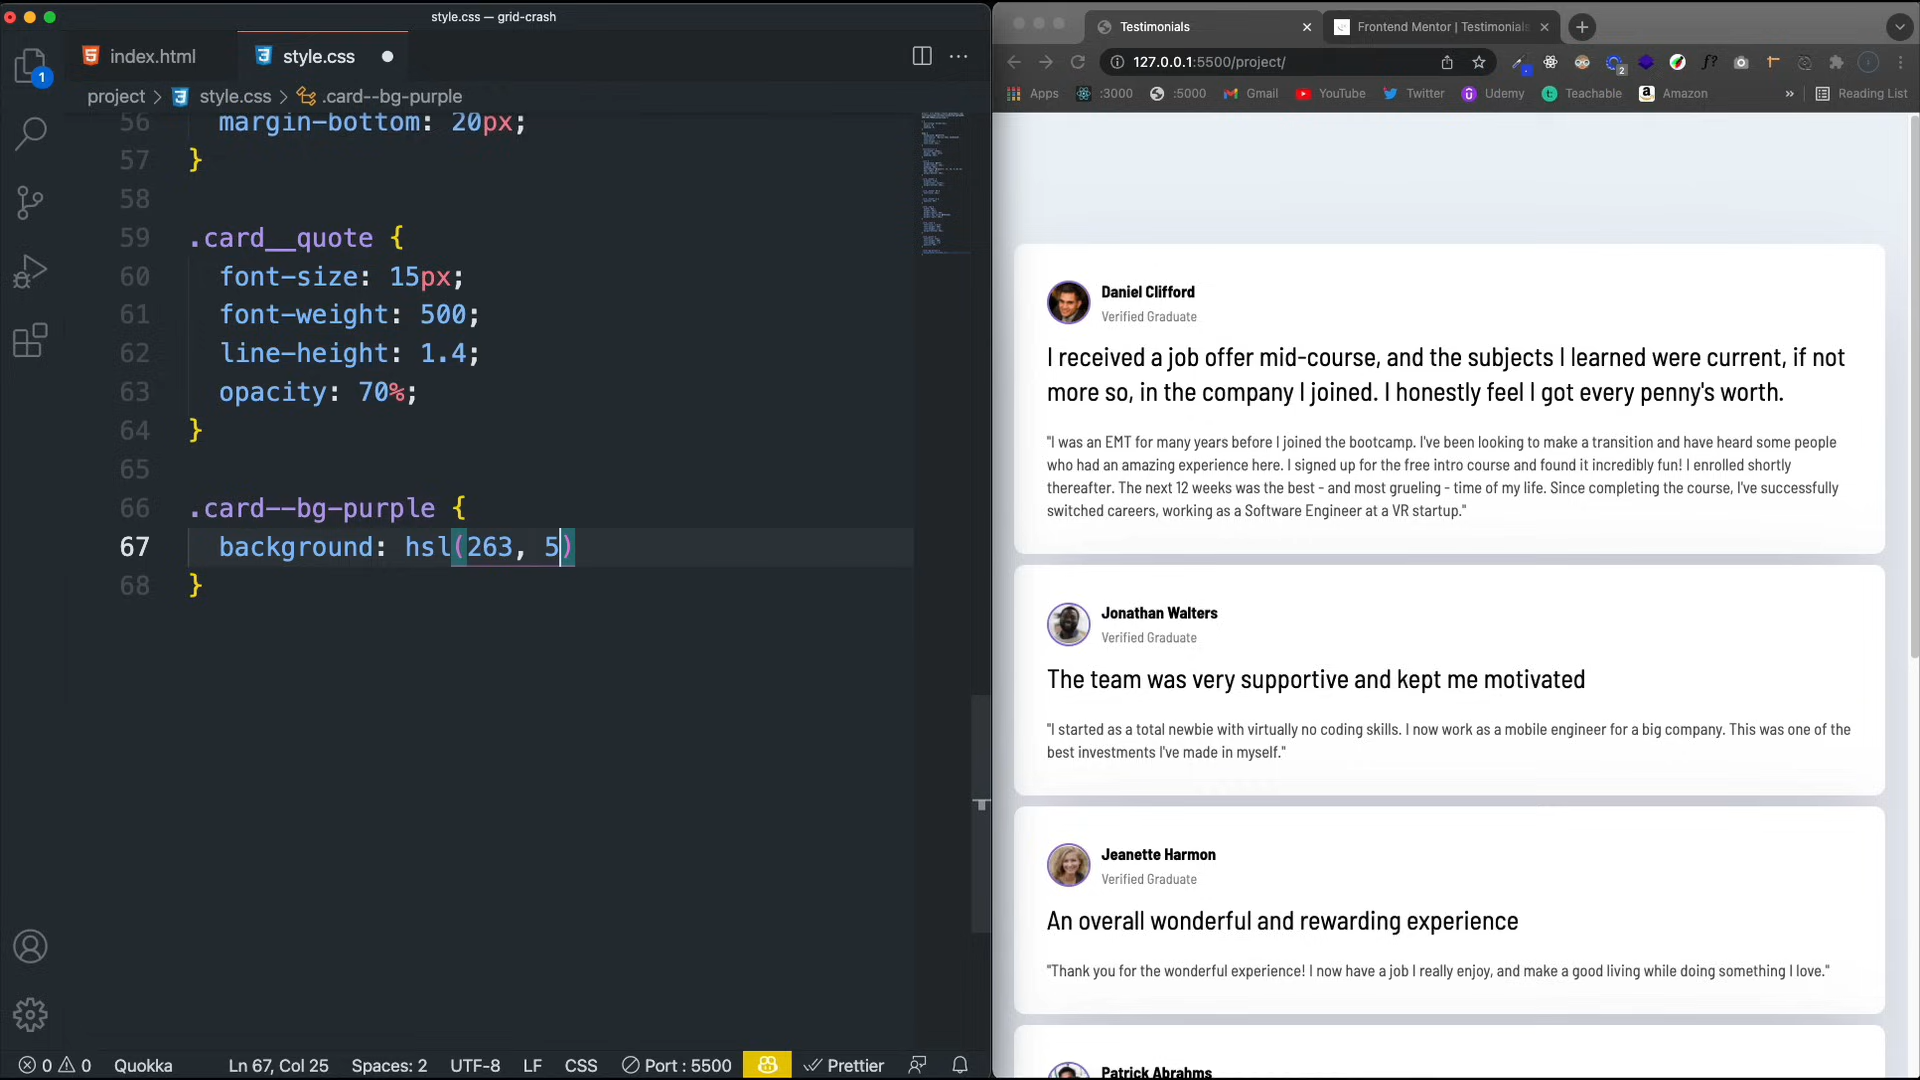 style.css — grid-crash
index.html
style.css
project > style.css > .card--bg-purple
56 margin-bottom: 20px;
57 }
58
59 .card__quote {
60 font-size: 15px;
61 font-weight: 500;
62 line-height: 1.4;
63 opacity: 70%;
64 }
65
66 .card--bg-purple {
67 background: hsl(263, 5)
68 }
1
0 0 Quokka Ln 67, Col 25 Spaces: 2 UTF-8 LF CSS Port : 5500 Prettier
Testimonials
Frontend Mentor | Testimonials
127.0.0.1:5500/project/
f?
2
Apps :3000 :5000 Gmail YouTube Twitter Udemy Teachable Amazon » Reading List
Daniel Clifford
Verified Graduate
I received a job offer mid-course, and the subjects I learned were current, if not
more so, in the company I joined. I honestly feel I got every penny's worth.
"I was an EMT for many years before I joined the bootcamp. I've been looking to make a transition and have heard some people
who had an amazing experience here. I signed up for the free intro course and found it incredibly fun! I enrolled shortly
thereafter. The next 12 weeks was the best - and most grueling - time of my life. Since completing the course, I've successfully
switched careers, working as a Software Engineer at a VR startup."
Jonathan Walters
Verified Graduate
The team was very supportive and kept me motivated
"I started as a total newbie with virtually no coding skills. I now work as a mobile engineer for a big company. This was one of the
best investments I've made in myself."
Jeanette Harmon
Verified Graduate
An overall wonderful and rewarding experience
"Thank you for the wonderful experience! I now have a job I really enjoy, and make a good living while doing something I love."
Patrick Abrahms